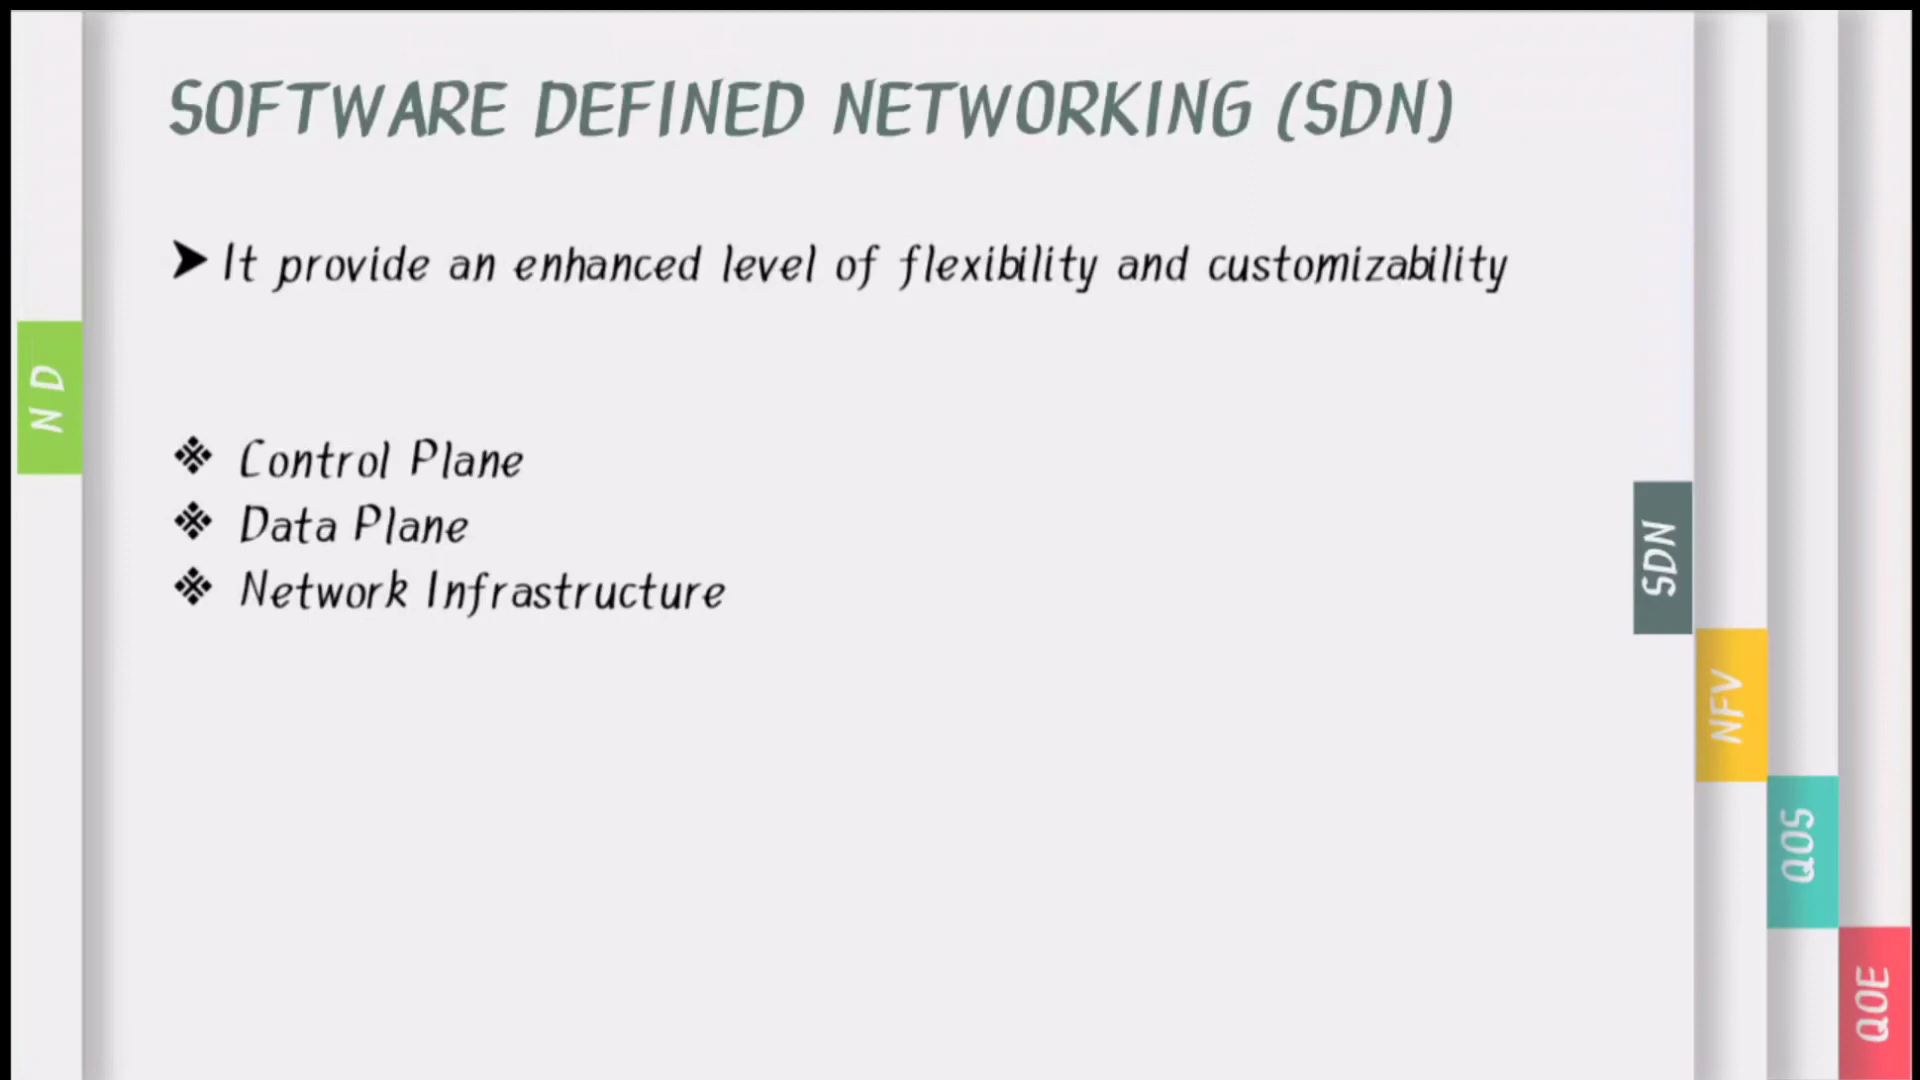 SOFTWARE DEFINED NETWORKING (SDN)
It provide an enhanced level of flexibility and customizability
Control Plane
Data Plane
Network Infrastructure
N D
SDN
NFV
QOS
QOE